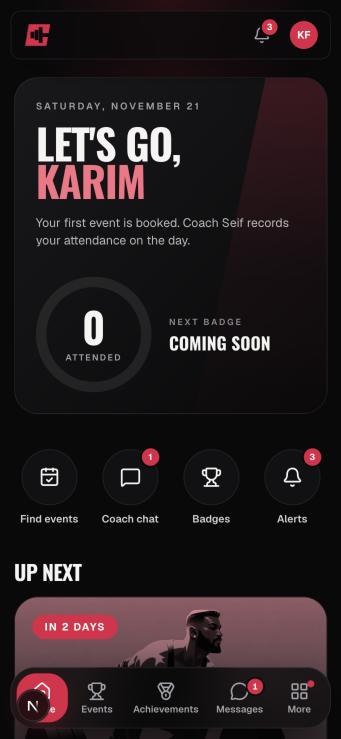 3
KF
SATURDAY, NOVEMBER 21
LET'S GO,
KARIM
Your first event is booked. Coach Seif records
your attendance on the day.
0
ATTENDED
NEXT BADGE
COMING SOON
1
3
Find events
Coach chat
Badges
Alerts
UP NEXT
IN 2 DAYS
N
1
Events
Achievements
Messages
More